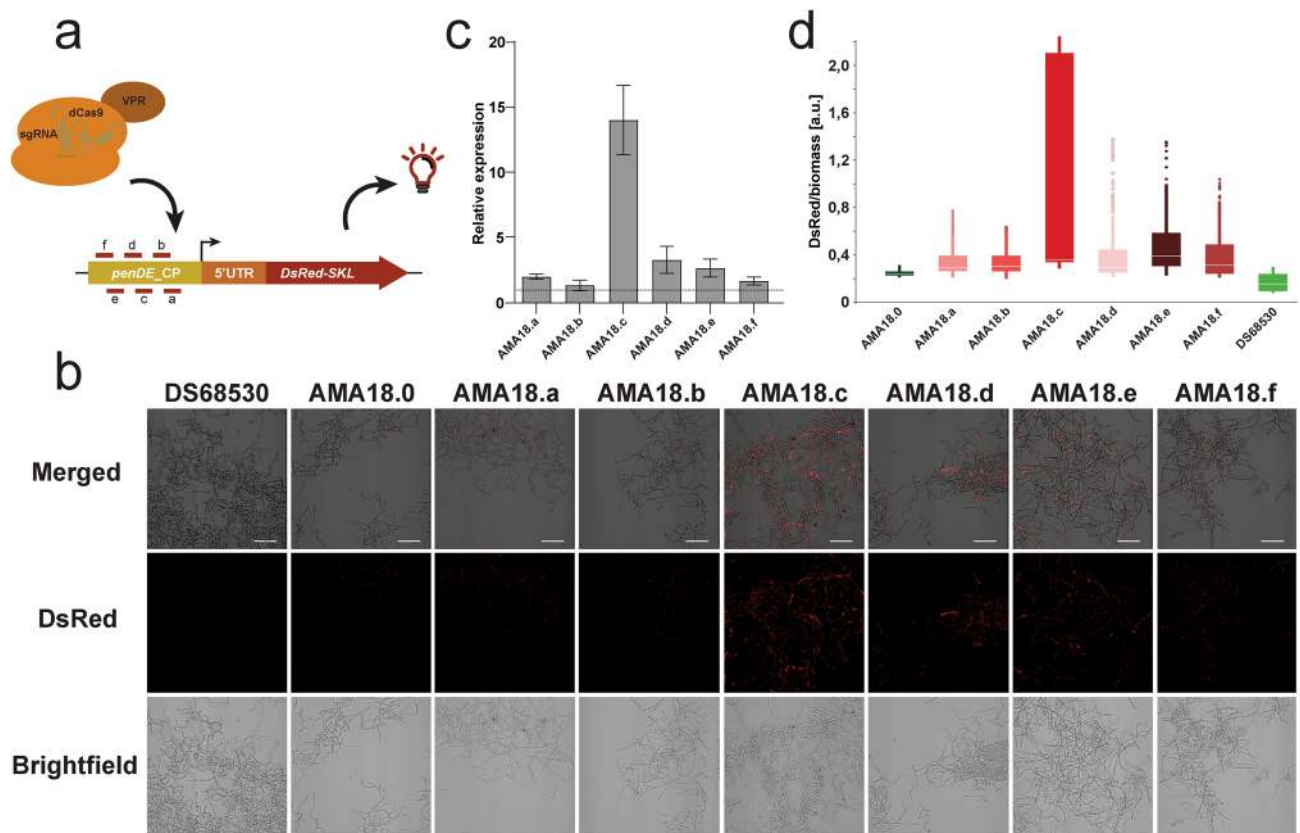 a
VPR
dCas9
sgRNA
f d b
penDE_CP 5'UTR DsRed-SKL
e c a
c
Relative expression
20
15
10
5
0
AMA18.a AMA18.b AMA18.c AMA18.d AMA18.e AMA18.f
d
DsRed/biomass [a.u.]
2,0
1,6
1,2
0,8
0,4
0
AMA18.0 AMA18.a AMA18.b AMA18.c AMA18.d AMA18.e AMA18.f DS68530
b
DS68530 AMA18.0 AMA18.a AMA18.b AMA18.c AMA18.d AMA18.e AMA18.f
Merged
DsRed
Brightfield